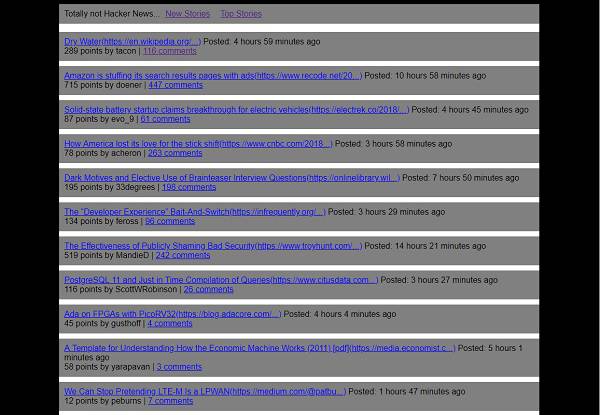 Totally not Hacker News... New Stories Top Stories
Dry Water(https://en.wikipedia.org/...) Posted: 4 hours 59 minutes ago
289 points by tacon | 116 comments
Amazon is stuffing its search results pages with ads(https://www.recode.net/20...) Posted: 10 hours 58 minutes ago
715 points by doener | 447 comments
Solid-state battery startup claims breakthrough for electric vehicles(https://electrek.co/2018/...) Posted: 4 hours 45 minutes ago
87 points by evo_9 | 61 comments
How America lost its love for the stick shift(https://www.cnbc.com/2018...) Posted: 3 hours 58 minutes ago
78 points by acheron | 263 comments
Dark Motives and Elective Use of Brainteaser Interview Questions(https://onlinelibrary.wil...) Posted: 7 hours 50 minutes ago
195 points by 33degrees | 198 comments
The "Developer Experience" Bait-And-Switch(https://infrequently.org/...) Posted: 3 hours 29 minutes ago
134 points by feross | 96 comments
The Effectiveness of Publicly Shaming Bad Security(https://www.troyhunt.com/...) Posted: 14 hours 21 minutes ago
519 points by MandieD | 242 comments
PostgreSQL 11 and Just in Time Compilation of Queries(https://www.citusdata.com...) Posted: 3 hours 27 minutes ago
116 points by ScottWRobinson | 26 comments
Ada on FPGAs with PicoRV32(https://blog.adacore.com/...) Posted: 4 hours 4 minutes ago
45 points by gusthoff | 4 comments
A Template for Understanding How the Economic Machine Works (2011) [pdf](https://media.economist.c...) Posted: 5 hours 1
minutes ago
58 points by yarapavan | 3 comments
We Can Stop Pretending LTE-M Is a LPWAN(https://medium.com/@patbu...) Posted: 1 hours 47 minutes ago
12 points by peburns | 7 comments